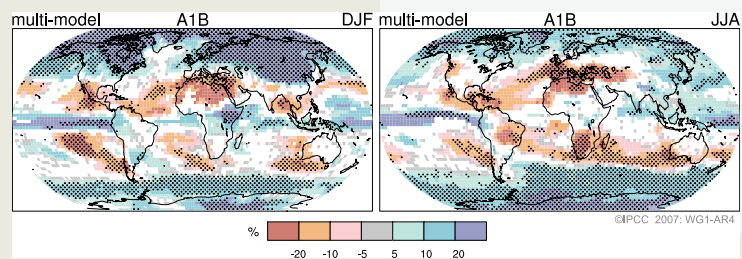 multi-model A1B DJF
multi-model A1B JJA
©IPCC 2007: WG1-AR4
%
-20 -10 -5 5 10 20